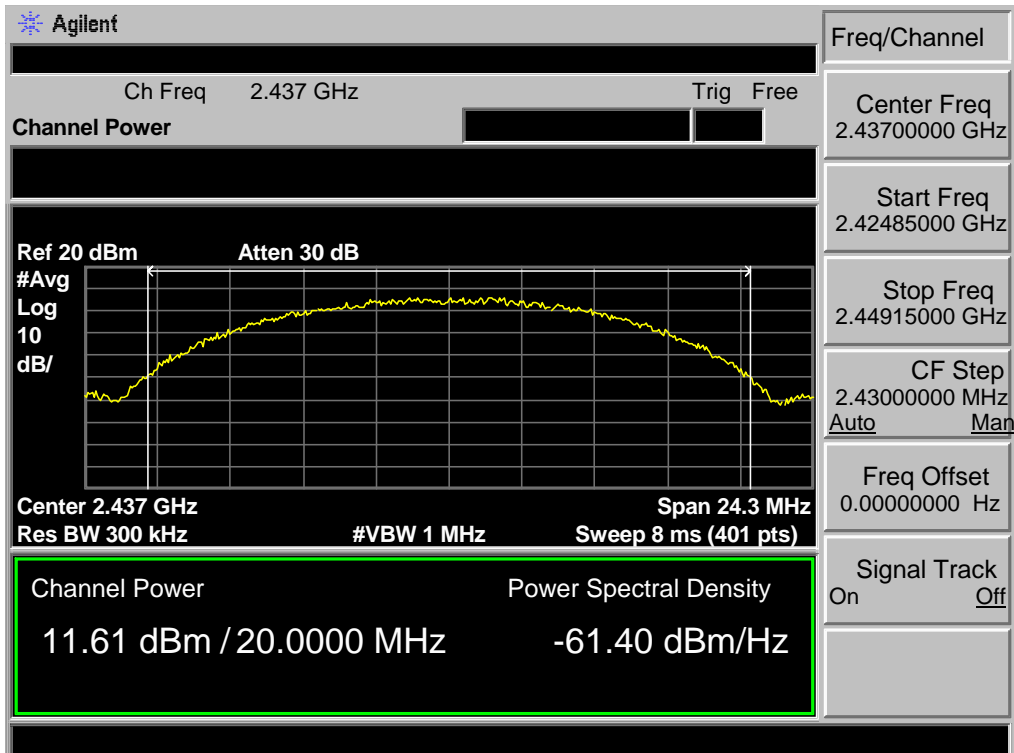 Agilent
Freq/Channel
Ch Freq 2.437 GHz Trig Free
Channel Power
Center Freq
2.43700000 GHz
Start Freq
2.42485000 GHz
Stop Freq
2.44915000 GHz
CF Step
2.43000000 MHz
Auto Man
Freq Offset
0.00000000 Hz
Signal Track
On Off
Ref 20 dBm Atten 30 dB
#Avg
Log
10
dB/
Center 2.437 GHz Span 24.3 MHz
Res BW 300 kHz #VBW 1 MHz Sweep 8 ms (401 pts)
Channel Power Power Spectral Density
11.61 dBm / 20.0000 MHz -61.40 dBm/Hz